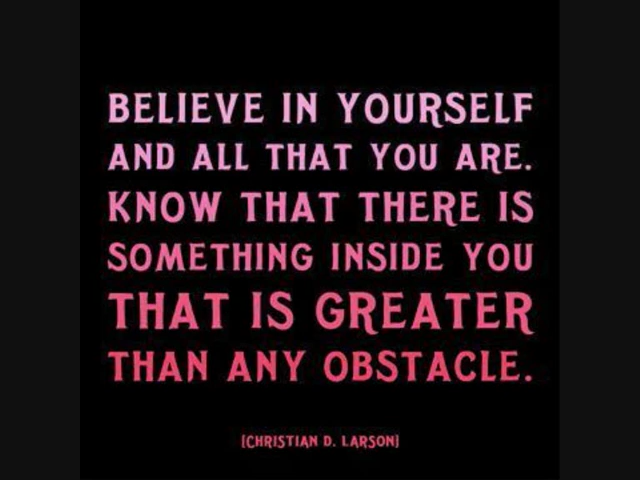 BELIEVE IN YOURSELF
AND ALL THAT YOU ARE.
KNOW THAT THERE IS
SOMETHING INSIDE YOU
THAT IS GREATER
THAN ANY OBSTACLE.
[CHRISTIAN D. LARSON]